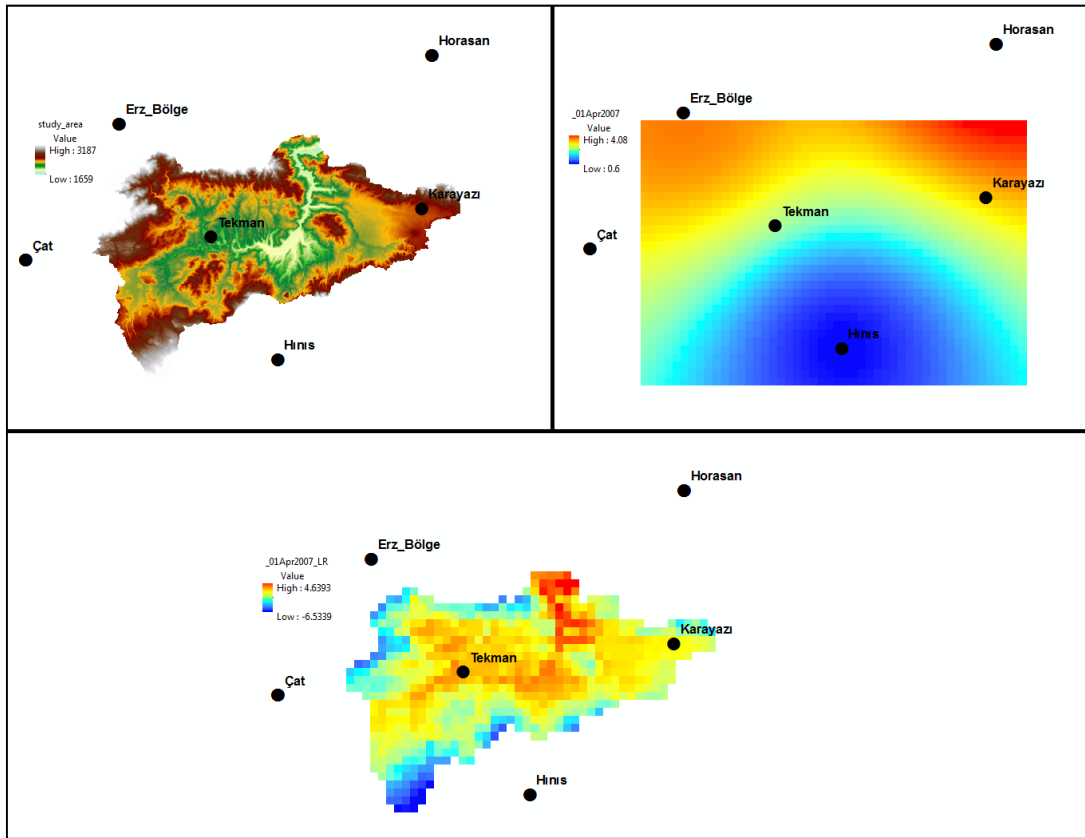 Horasan
Erz_Bölge
study_area
Value
High : 3187
Low : 1659
Karayazı
Tekman
Çat
Hınıs
Horasan
Erz_Bölge
_01Apr2007
Value
High : 4.08
Low : 0.6
Karayazı
Tekman
Çat
Hınıs
Horasan
Erz_Bölge
_01Apr2007_LR
Value
High : 4.6393
Low : -6.5339
Karayazı
Tekman
Çat
Hınıs